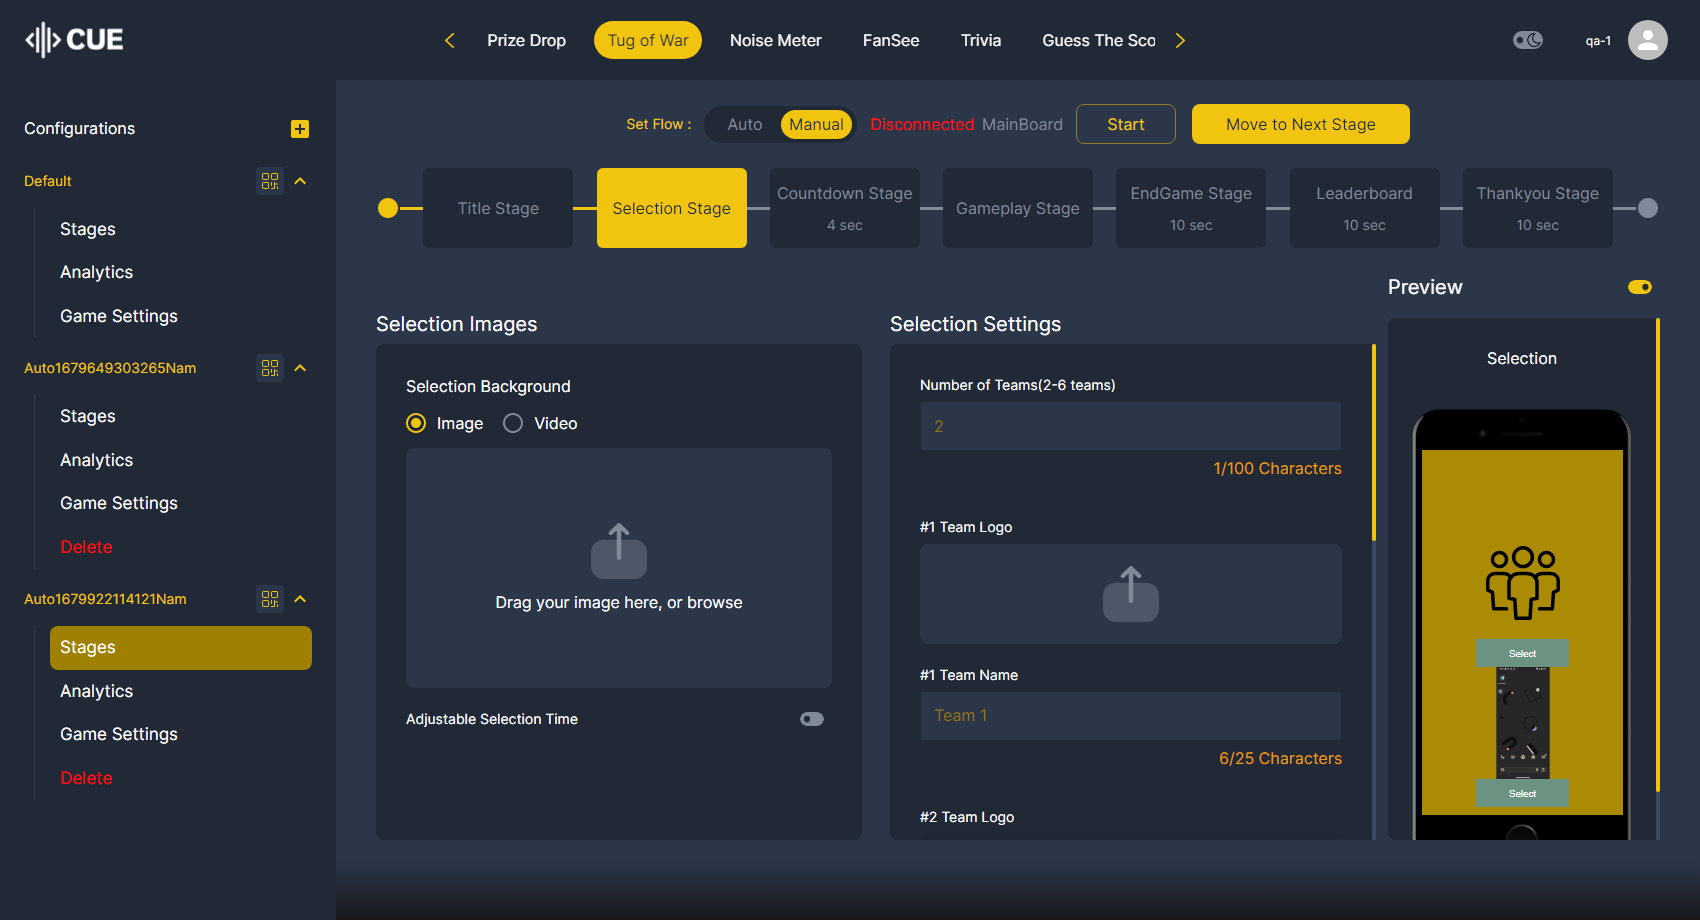 CUE
Prize Drop
Tug of War
Noise Meter
FanSee
Trivia
Guess The Sco
qa-1
Configurations
Default
Stages
Analytics
Game Settings
Auto1679649303265Nam
Stages
Analytics
Game Settings
Delete
Auto1679922114121Nam
Stages
Analytics
Game Settings
Delete
Set Flow :
Auto
Manual
Disconnected MainBoard
Start
Move to Next Stage
Title Stage
Selection Stage
Countdown Stage
4 sec
Gameplay Stage
EndGame Stage
10 sec
Leaderboard
10 sec
Thankyou Stage
10 sec
Selection Images
Selection Background
Image
Video
Drag your image here, or browse
Adjustable Selection Time
Selection Settings
Number of Teams(2-6 teams)
2
1/100 Characters
#1 Team Logo
#1 Team Name
Team 1
6/25 Characters
#2 Team Logo
Preview
Selection
Select
Select